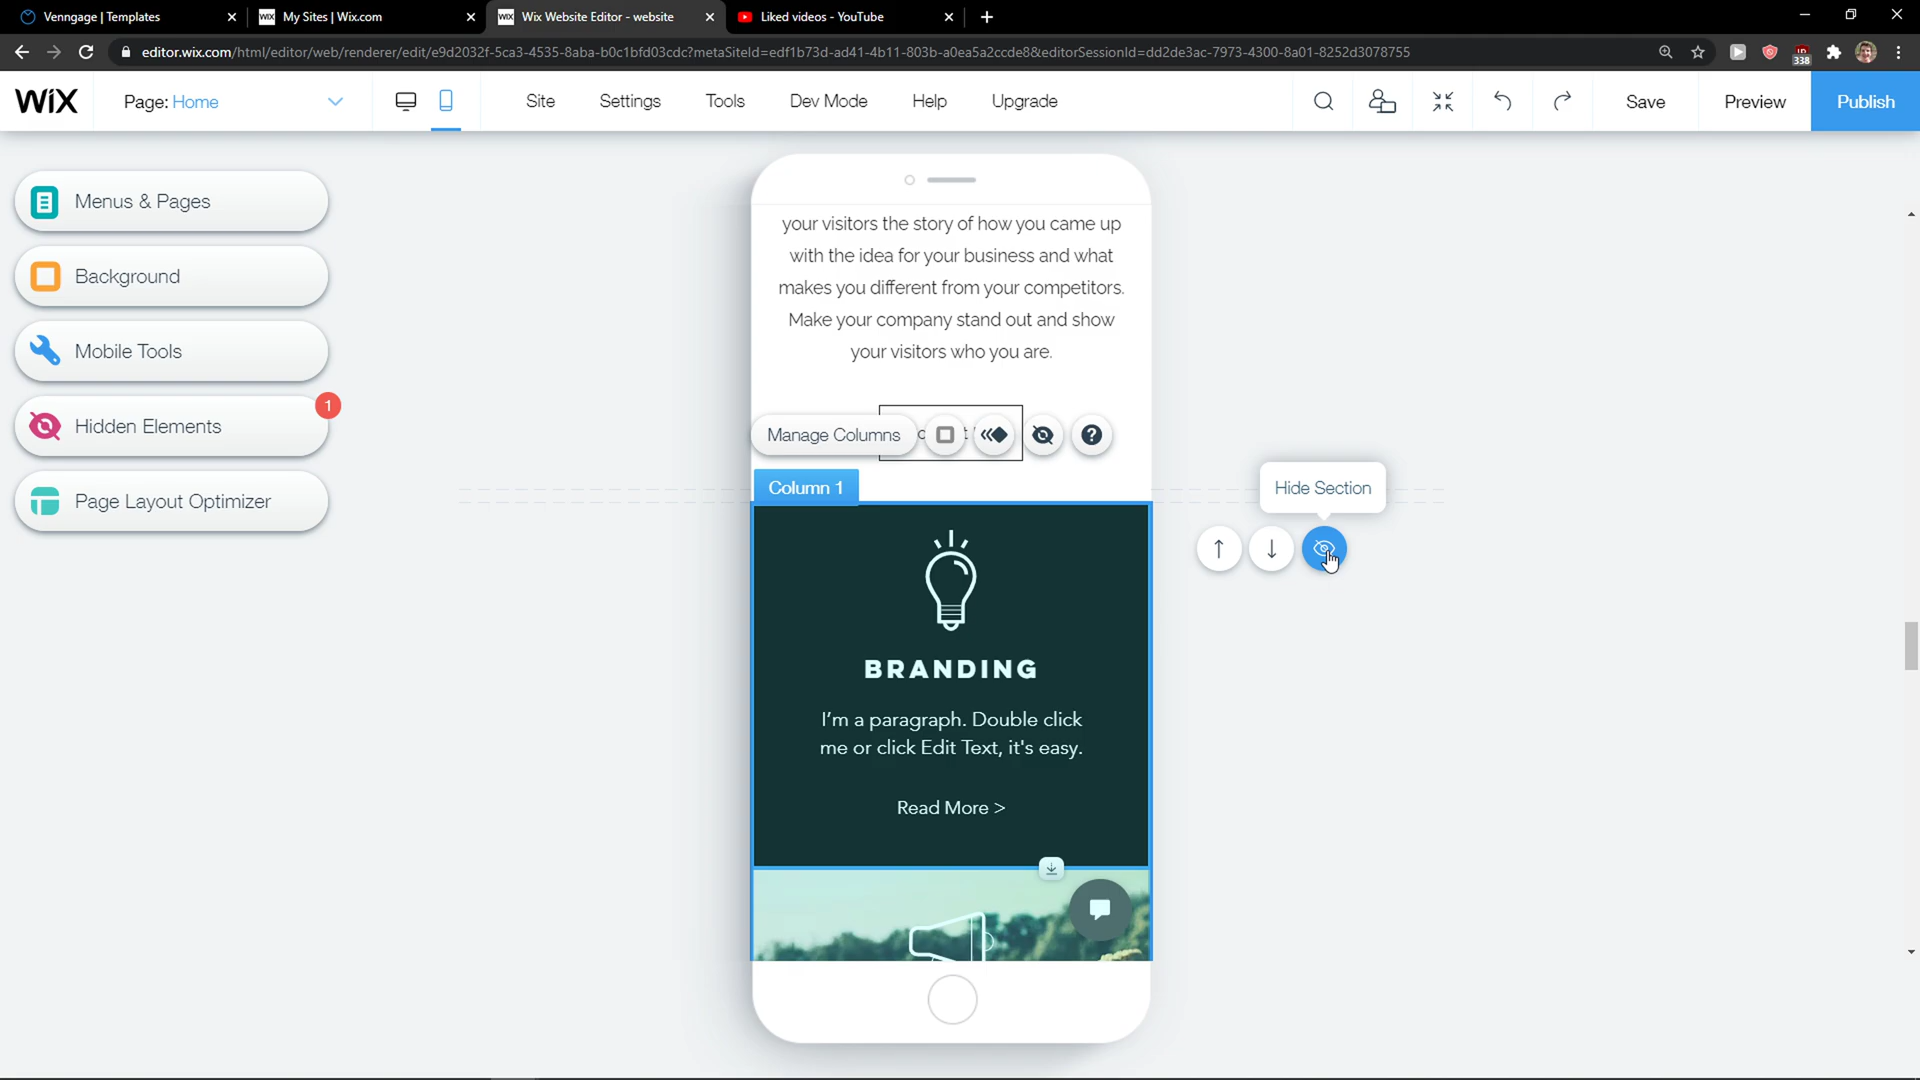 Venngage | Templates
WIX My Sites | Wix.com
WIX Wix Website Editor - website
Liked videos - YouTube
editor.wix.com/html/editor/web/renderer/edit/e9d2032f-5ca3-4535-8aba-b0c1bfd03cdc?metaSiteId=edf1b73d-ad41-4b11-803b-a0ea5a2ccde8&editorSessionId=dd2de3ac-7973-4300-8a01-8252d3078755
338
WiX
Page: Home
Site
Settings
Tools
Dev Mode
Help
Upgrade
Save
Preview
Publish
Menus & Pages
Background
Mobile Tools
1
Hidden Elements
Page Layout Optimizer
your visitors the story of how you came up
with the idea for your business and what
makes you different from your competitors.
Make your company stand out and show
your visitors who you are.
Manage Columns
?
Column 1
Hide Section
BRANDING
I'm a paragraph. Double click
me or click Edit Text, it's easy.
Read More >